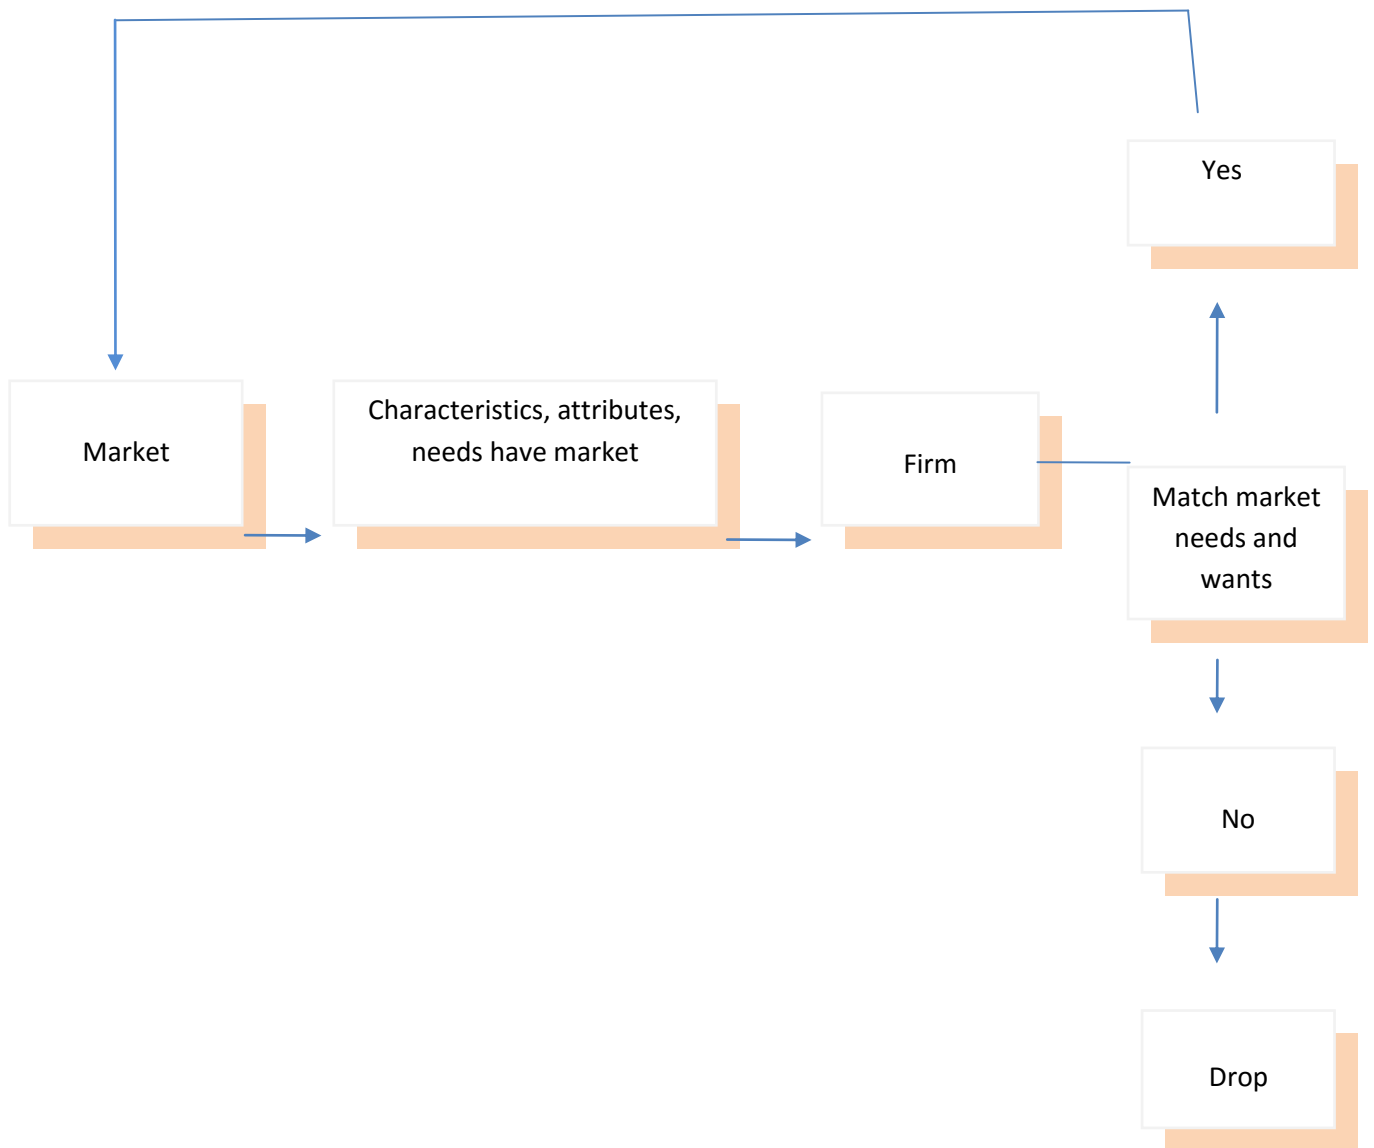 Yes
Market
Characteristics, attributes,
needs have market
Firm
Match market
needs and
wants
No
Drop